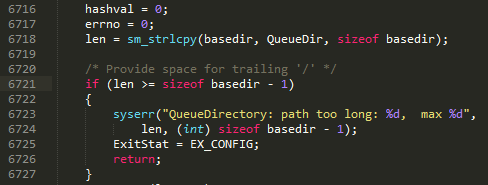 6716 hashval = 0;
6717 errno = 0;
6718 len = sm_strlcpy(basedir, QueueDir, sizeof basedir);
6719
6720 /* Provide space for trailing '/' */
6721 if (len >= sizeof basedir - 1)
6722 {
6723 syserr("QueueDirectory: path too long: %d,  max %d",
6724 len, (int) sizeof basedir - 1);
6725 ExitStat = EX_CONFIG;
6726 return;
6727 }